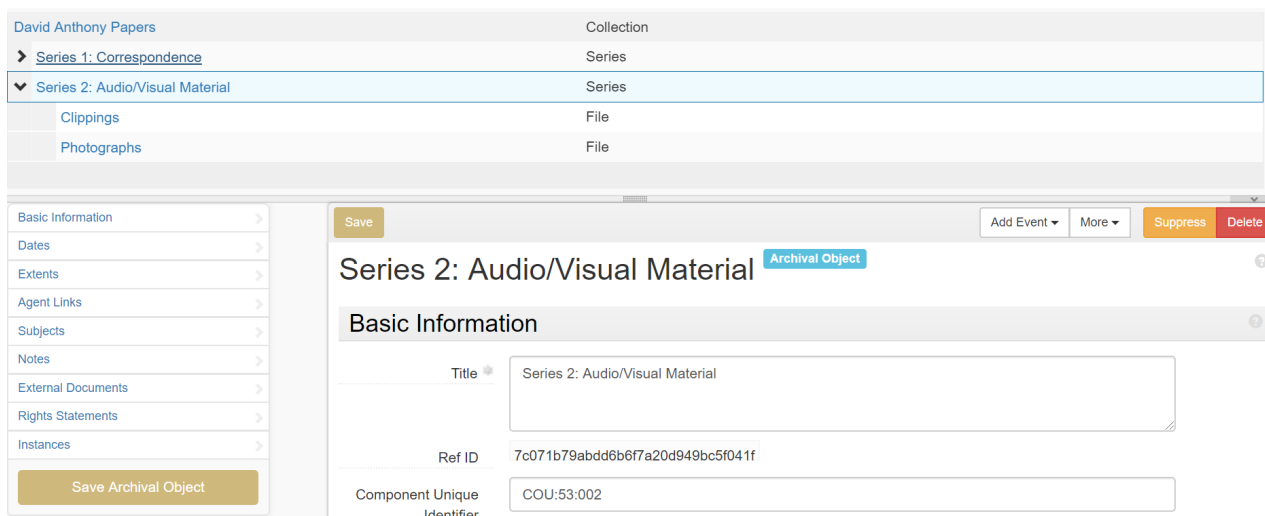 David Anthony Papers Collection
Series 1: Correspondence Series
Series 2: Audio/Visual Material Series
Clippings File
Photographs File
Basic Information
Dates
Extents
Agent Links
Subjects
Notes
External Documents
Rights Statements
Instances
Save Archival Object
Save Add Event More Suppress Delete
Series 2: Audio/Visual Material Archival Object
Basic Information
Title Series 2: Audio/Visual Material
Ref ID 7c071b79abdd6b6f7a20d949bc5f041f
Component Unique COU:53:002
Identifier